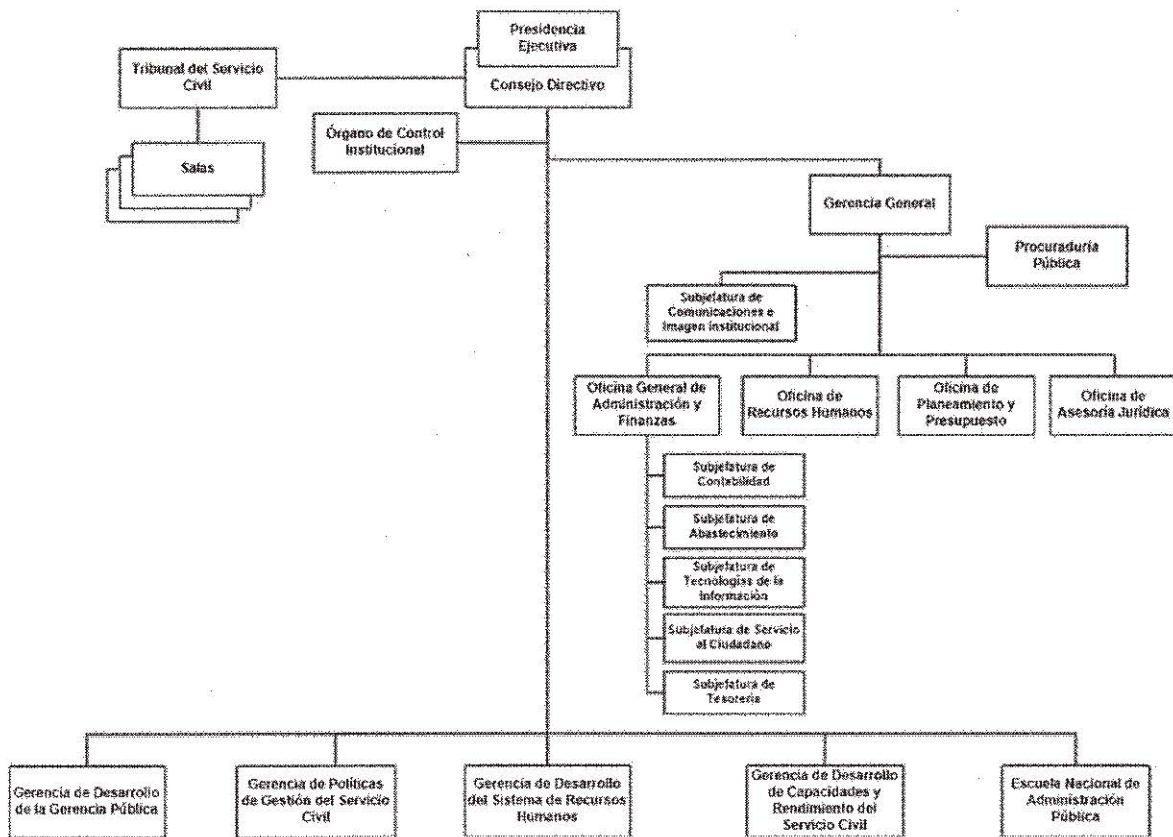 Presidencia
Ejecutiva
Consejo Directivo
Tribunal del Servicio
Civil
Órgano de Control
Institucional
Salas
Gerencia General
Procuraduría
Pública
Subjefatura de
Comunicaciones e
Imagen Institucional
Oficina General de
Administración y
Finanzas
Oficina de
Recursos Humanos
Oficina de
Planeamiento y
Presupuesto
Oficina de
Asesoría Jurídica
Subjefatura de
Contabilidad
Subjefatura de
Abastecimiento
Subjefatura de
Tecnologías de la
Información
Subjefatura de Servicio
al Ciudadano
Subjefatura de
Tesorería
Gerencia de Desarrollo
de la Gerencia Pública
Gerencia de Políticas
de Gestión del Servicio
Civil
Gerencia de Desarrollo
del Sistema de Recursos
Humanos
Gerencia de Desarrollo
de Capacidades y
Rendimiento del
Servicio Civil
Escuela Nacional de
Administración
Pública